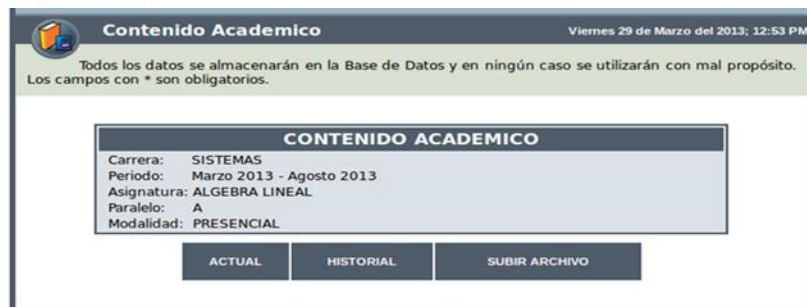 Contenido Academico
Viernes 29 de Marzo del 2013; 12:53 PM
Todos los datos se almacenarán en la Base de Datos y en ningún caso se utilizarán con mal propósito.
Los campos con * son obligatorios.
CONTENIDO ACADEMICO
Carrera: SISTEMAS
Periodo: Marzo 2013 - Agosto 2013
Asignatura: ALGEBRA LINEAL
Paralelo: A
Modalidad: PRESENCIAL
ACTUAL HISTORIAL SUBIR ARCHIVO